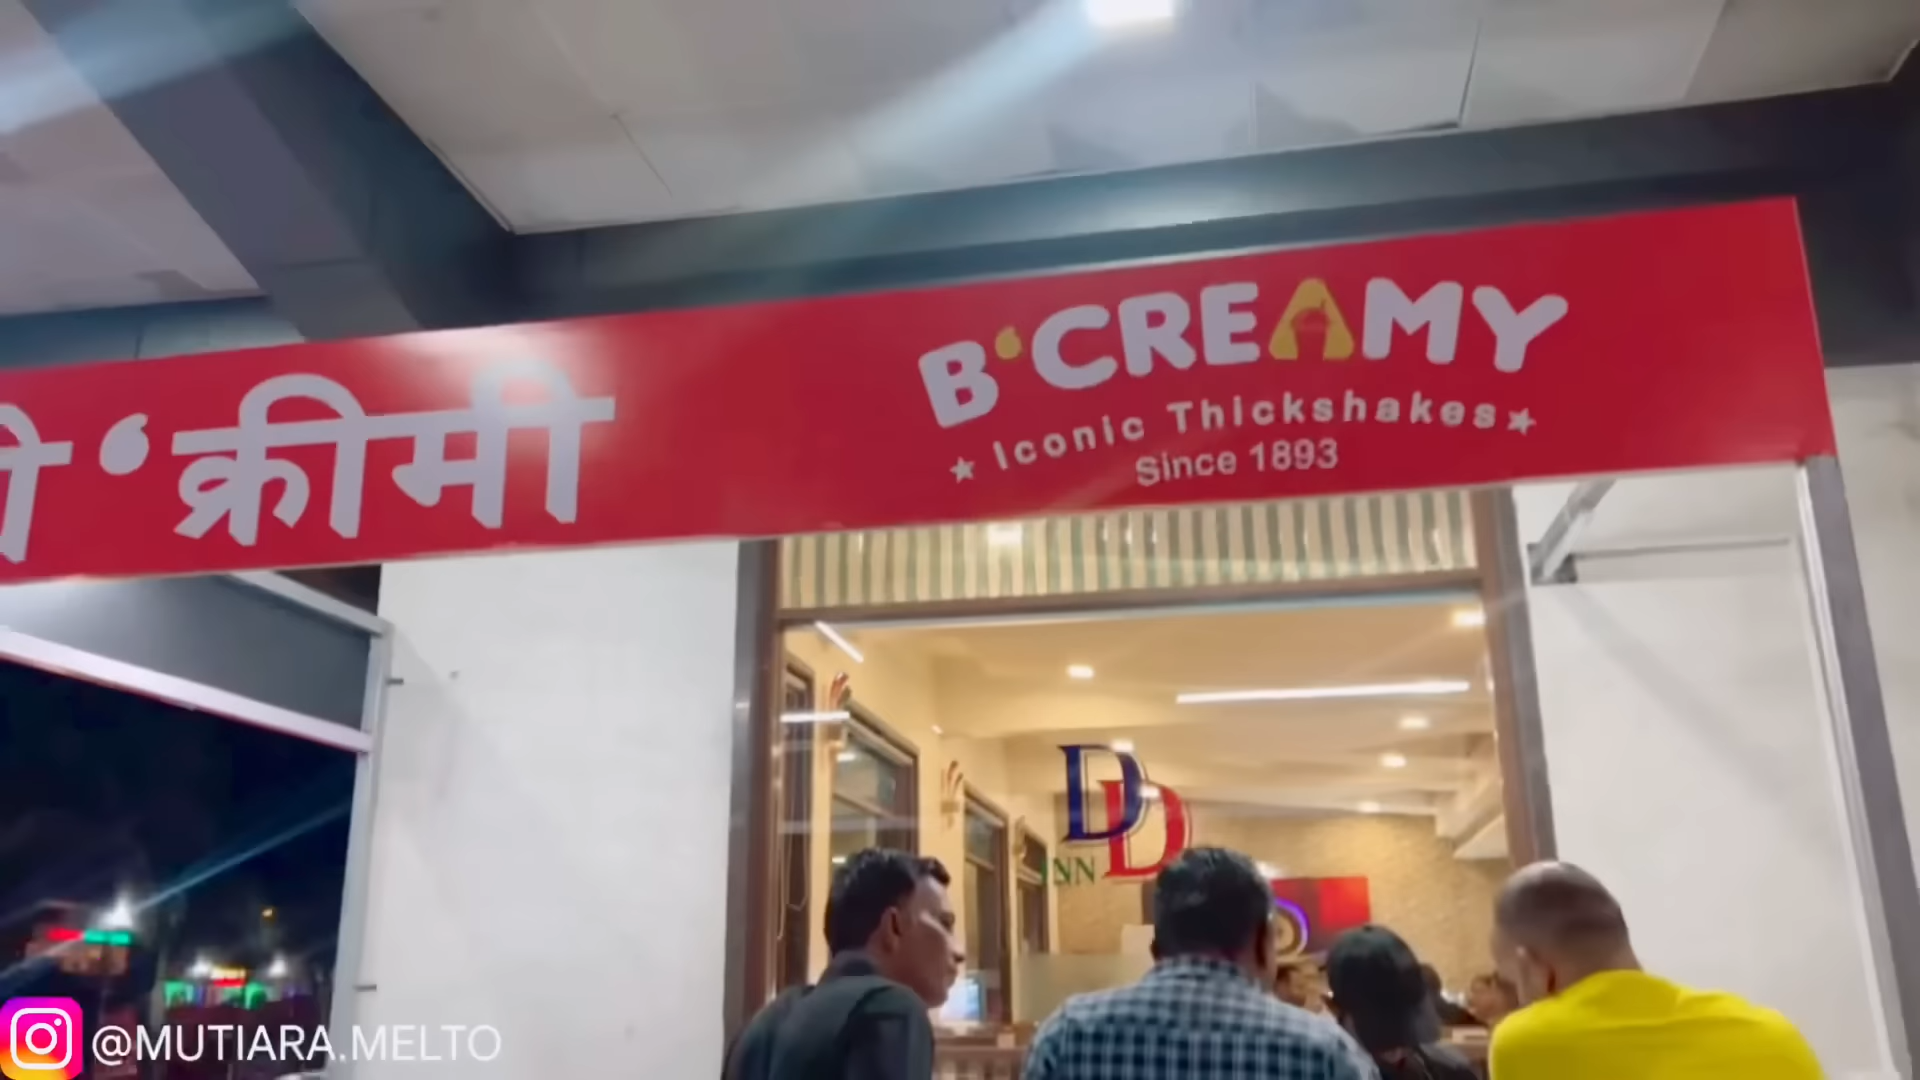 ‘क्रीमी
B‘CREAMY
★ Iconic Thickshakes ★
Since 1893
DD
INN
@MUTIARA.MELTO